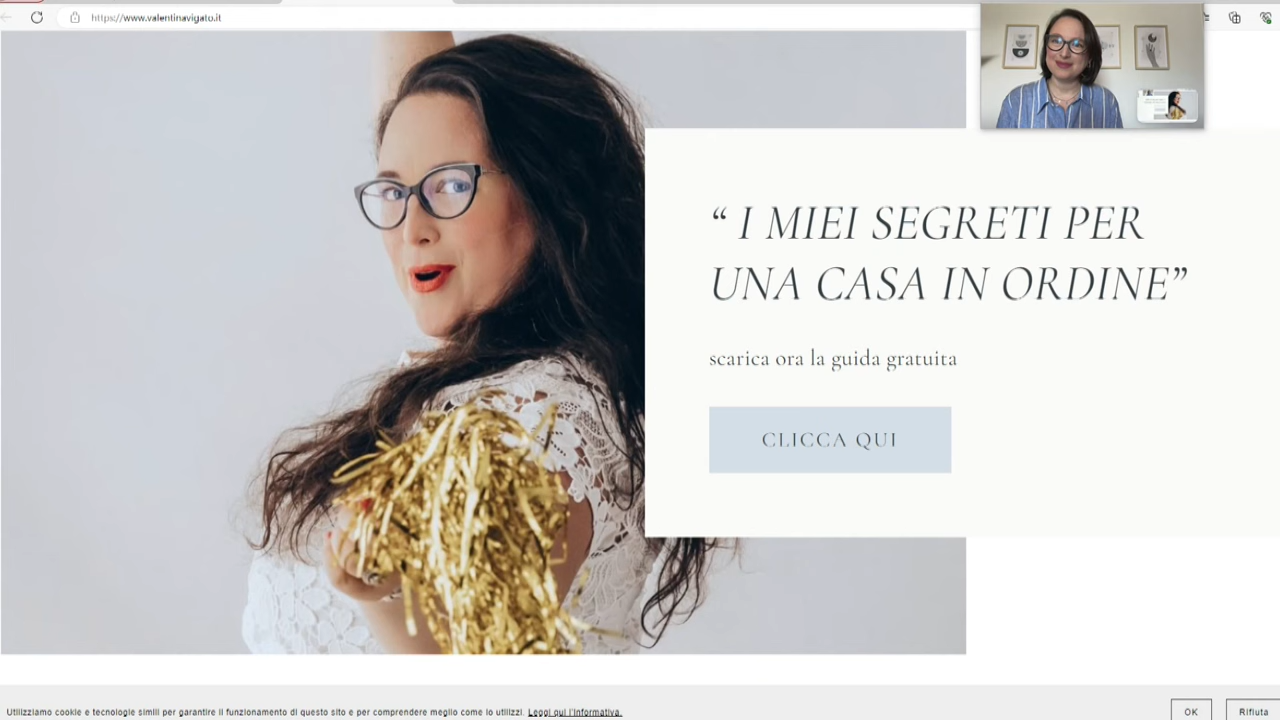 https://www.valentinavigato.it
“ I MIEI SEGRETI PER
UNA CASA IN ORDINE”
scarica ora la guida gratuita
CLICCA QUI
Utilizziamo cookie e tecnologie simili per garantire il funzionamento di questo sito e per comprendere meglio come lo utilizzi. Leggi qui l'informativa.
OK
Rifiuta